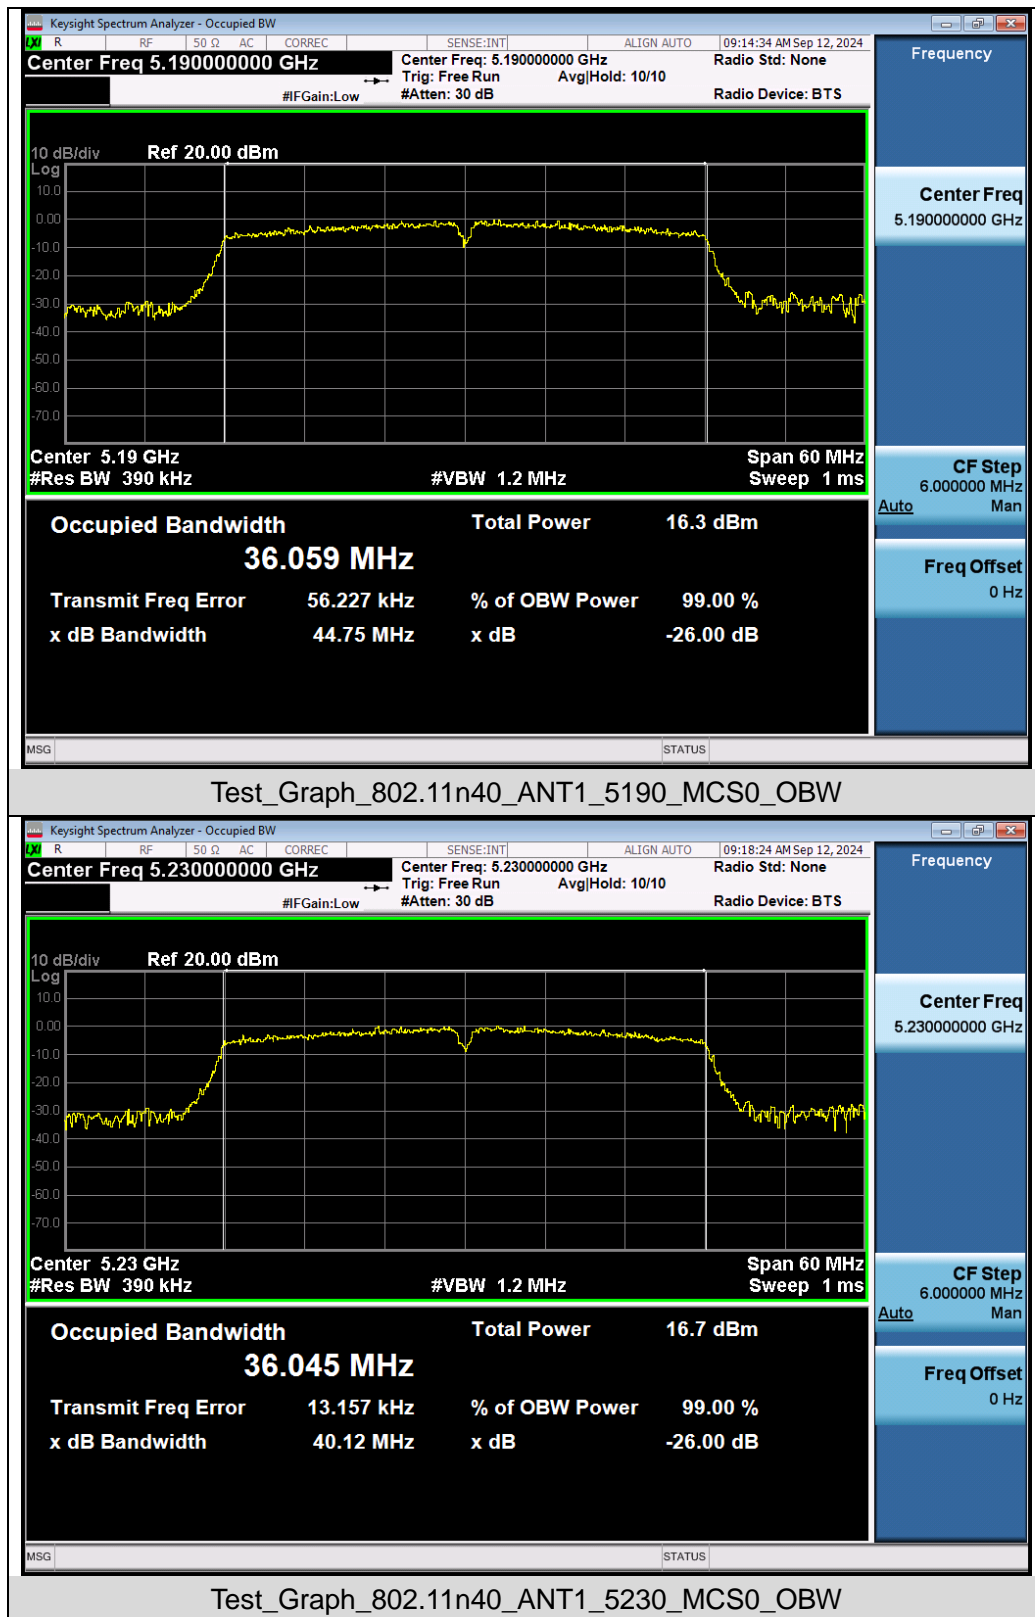 Keysight Spectrum Analyzer - Occupied BW
LXI R RF 50 Ω AC CORREC SENSE:INT ALIGN AUTO 09:14:34 AM Sep 12, 2024
Center Freq 5.190000000 GHz Center Freq: 5.190000000 GHz Radio Std: None
Trig: Free Run Avg|Hold: 10/10
#IFGain:Low #Atten: 30 dB Radio Device: BTS
Frequency
10 dB/div Ref 20.00 dBm
Log
10.0
0.00
-10.0
-20.0
-30.0
-40.0
-50.0
-60.0
-70.0
Center 5.19 GHz Span 60 MHz
#Res BW 390 kHz #VBW 1.2 MHz Sweep 1 ms
Center Freq
5.190000000 GHz
CF Step
6.000000 MHz
Auto Man
Freq Offset
0 Hz
Occupied Bandwidth Total Power 16.3 dBm
36.059 MHz
Transmit Freq Error 56.227 kHz % of OBW Power 99.00 %
x dB Bandwidth 44.75 MHz x dB -26.00 dB
MSG STATUS
Test_Graph_802.11n40_ANT1_5190_MCS0_OBW
Keysight Spectrum Analyzer - Occupied BW
LXI R RF 50 Ω AC CORREC SENSE:INT ALIGN AUTO 09:18:24 AM Sep 12, 2024
Center Freq 5.230000000 GHz Center Freq: 5.230000000 GHz Radio Std: None
Trig: Free Run Avg|Hold: 10/10
#IFGain:Low #Atten: 30 dB Radio Device: BTS
Frequency
10 dB/div Ref 20.00 dBm
Log
10.0
0.00
-10.0
-20.0
-30.0
-40.0
-50.0
-60.0
-70.0
Center 5.23 GHz Span 60 MHz
#Res BW 390 kHz #VBW 1.2 MHz Sweep 1 ms
Center Freq
5.230000000 GHz
CF Step
6.000000 MHz
Auto Man
Freq Offset
0 Hz
Occupied Bandwidth Total Power 16.7 dBm
36.045 MHz
Transmit Freq Error 13.157 kHz % of OBW Power 99.00 %
x dB Bandwidth 40.12 MHz x dB -26.00 dB
MSG STATUS
Test_Graph_802.11n40_ANT1_5230_MCS0_OBW